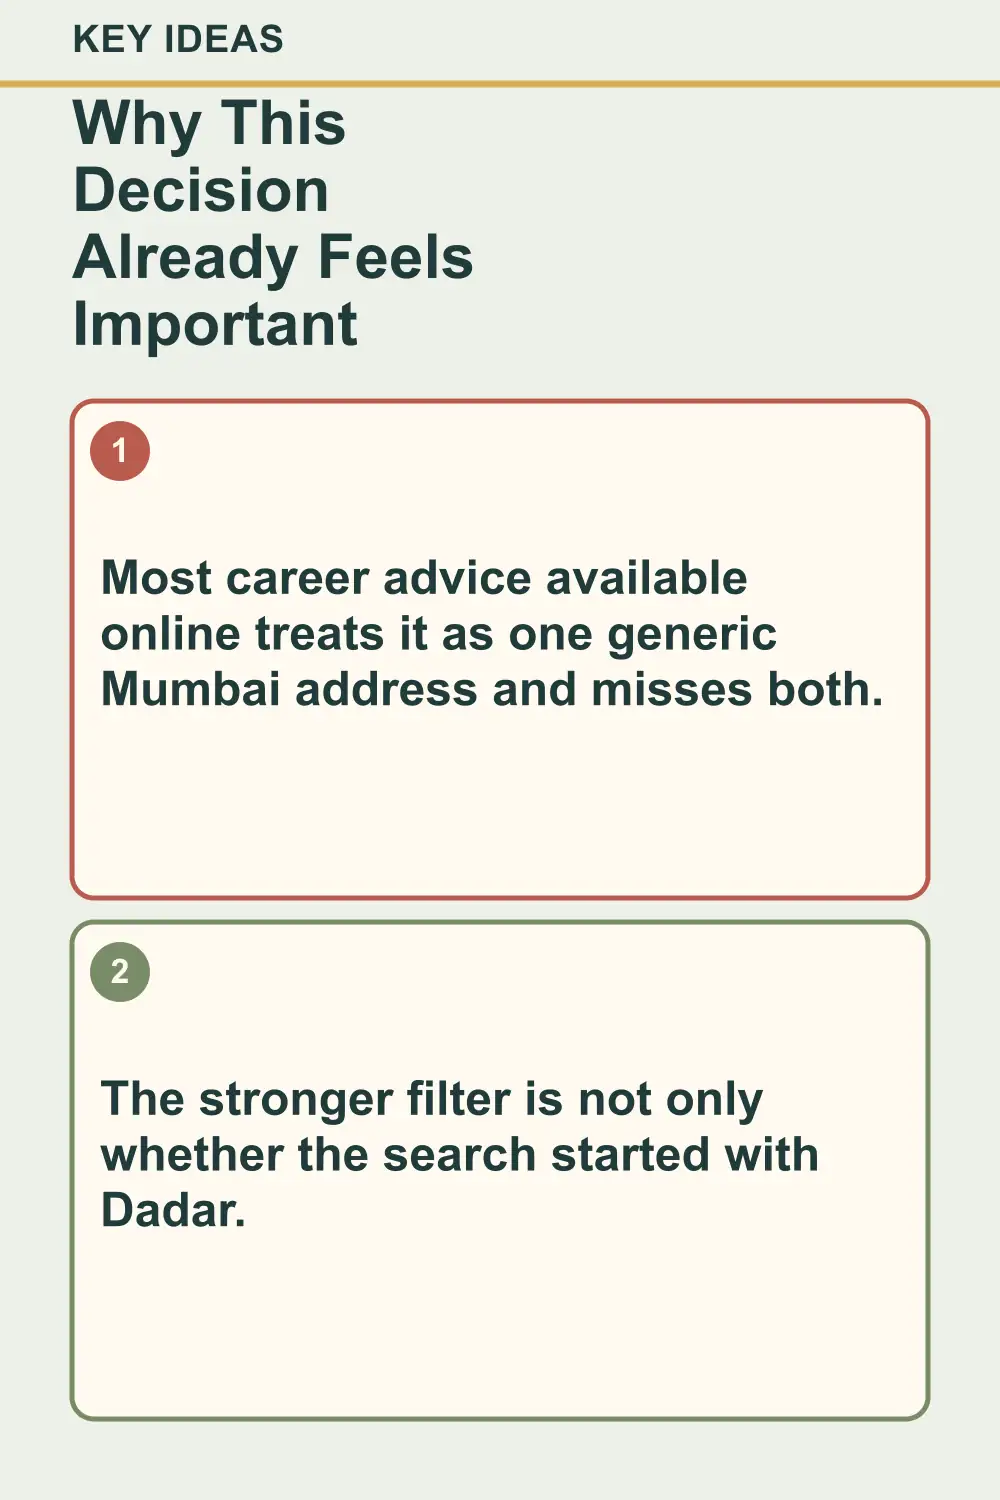 KEY IDEAS
Why This
Decision
Already Feels
Important
1
Most career advice available
online treats it as one generic
Mumbai address and misses both.
2
The stronger filter is not only
whether the search started with
Dadar.